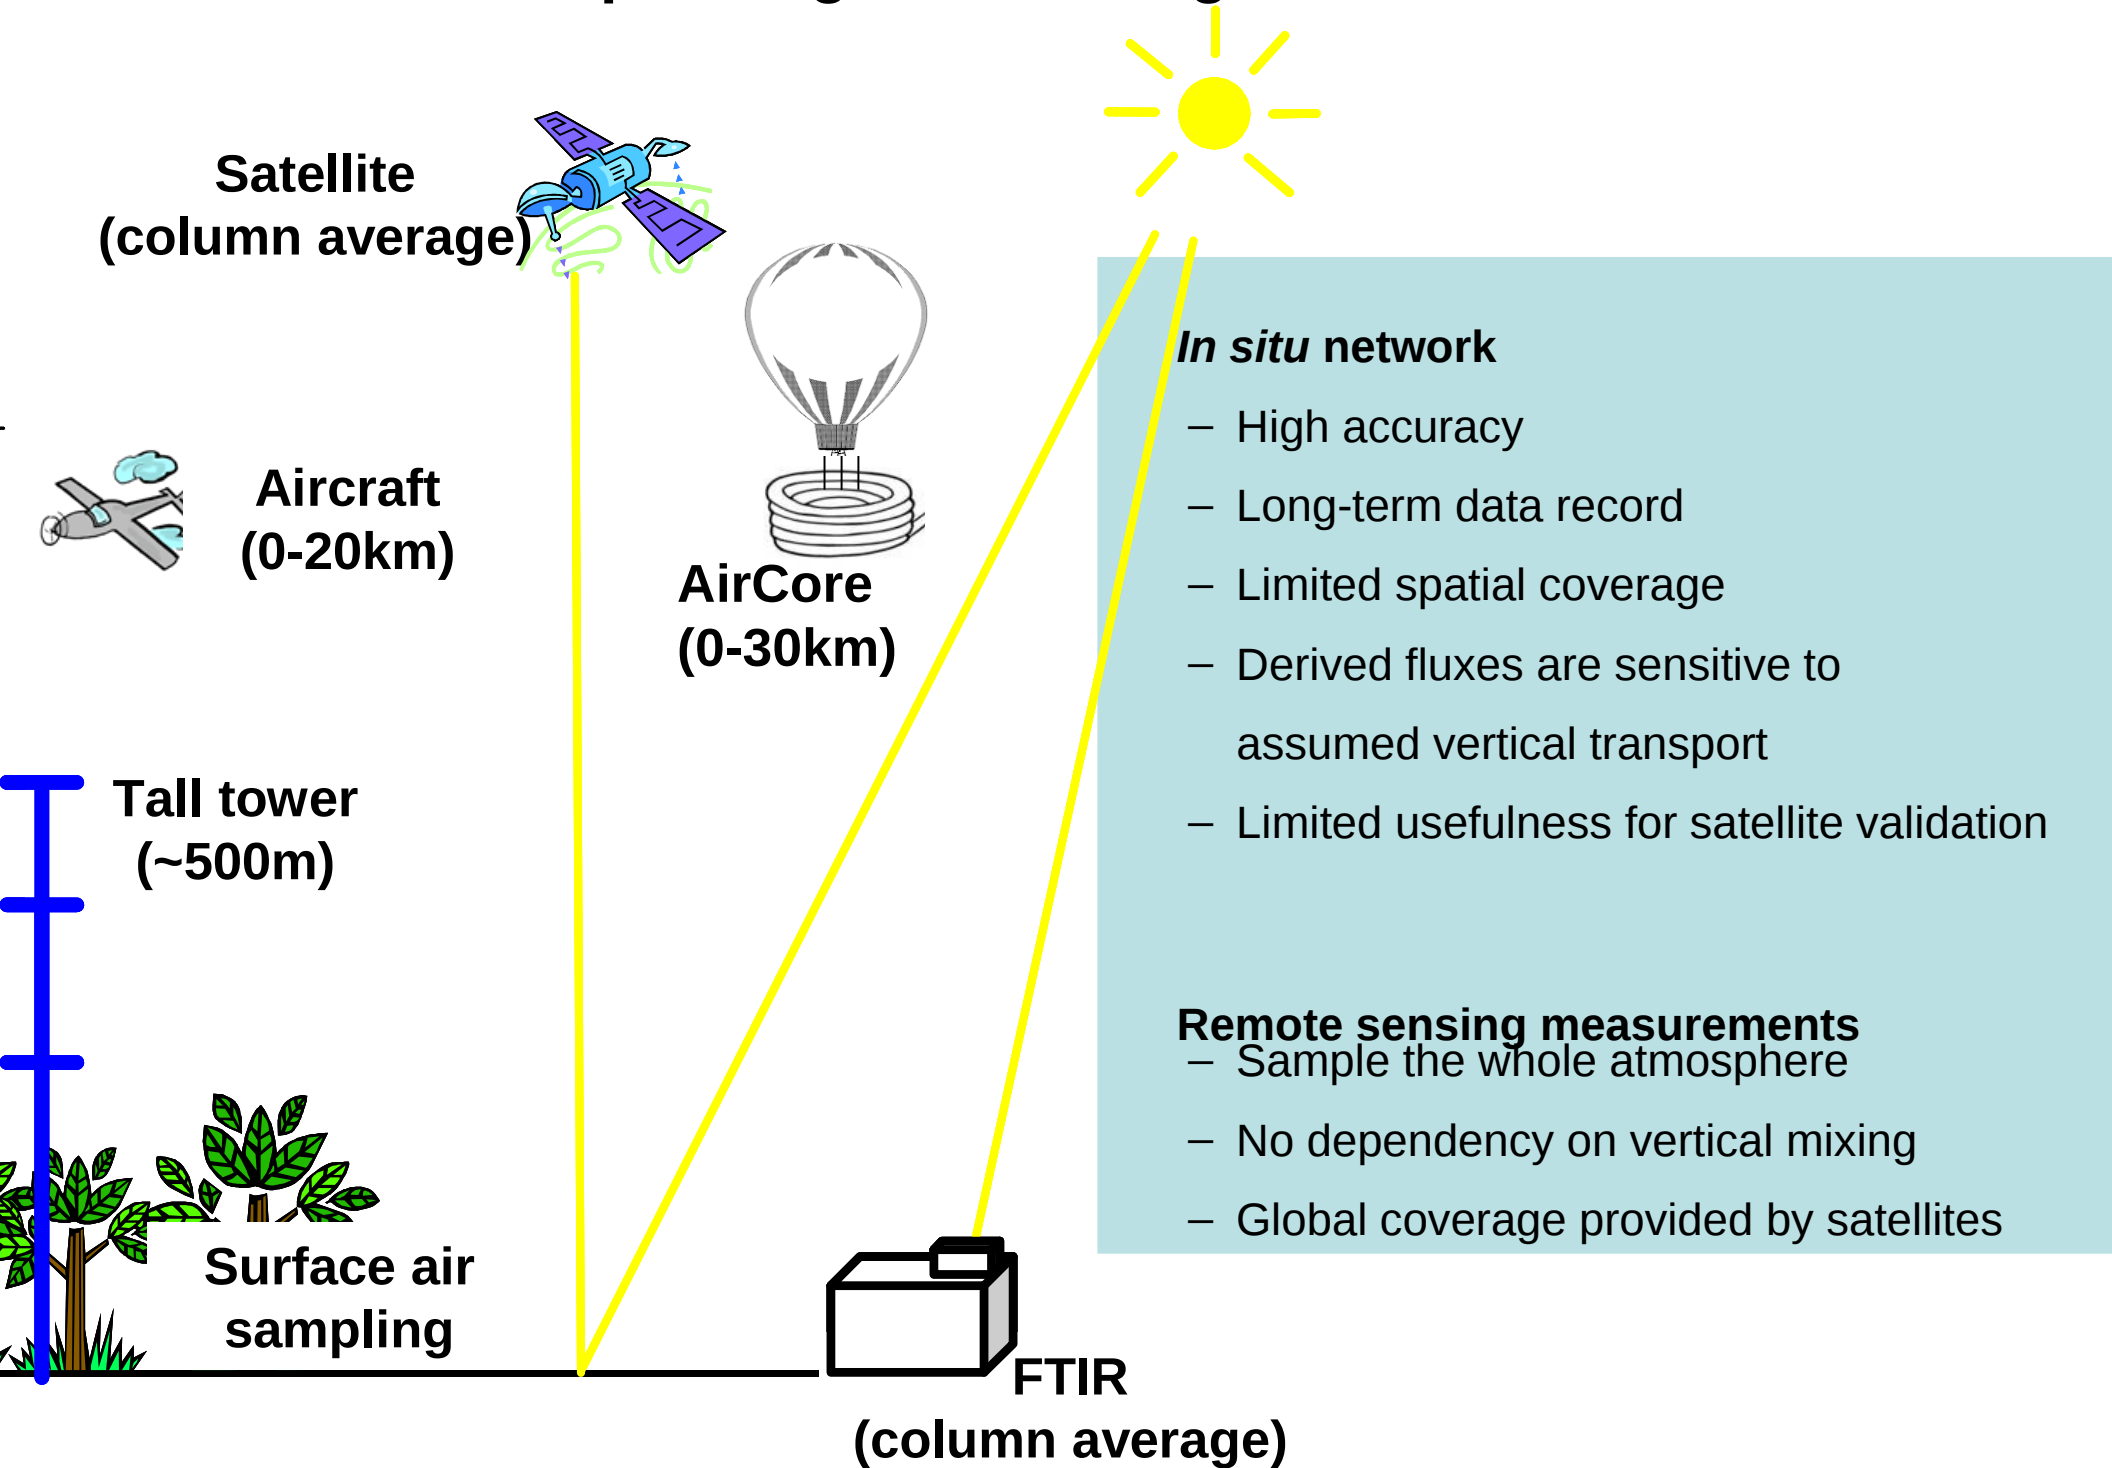 Satellite
(column average)
Aircraft
(0-20km)
AirCore
(0-30km)
Tall tower
(~500m)
Surface air
sampling
FTIR
(column average)
In situ network
– High accuracy
– Long-term data record
– Limited spatial coverage
– Derived fluxes are sensitive to
assumed vertical transport
– Limited usefulness for satellite validation
Remote sensing measurements
– Sample the whole atmosphere
– No dependency on vertical mixing
– Global coverage provided by satellites